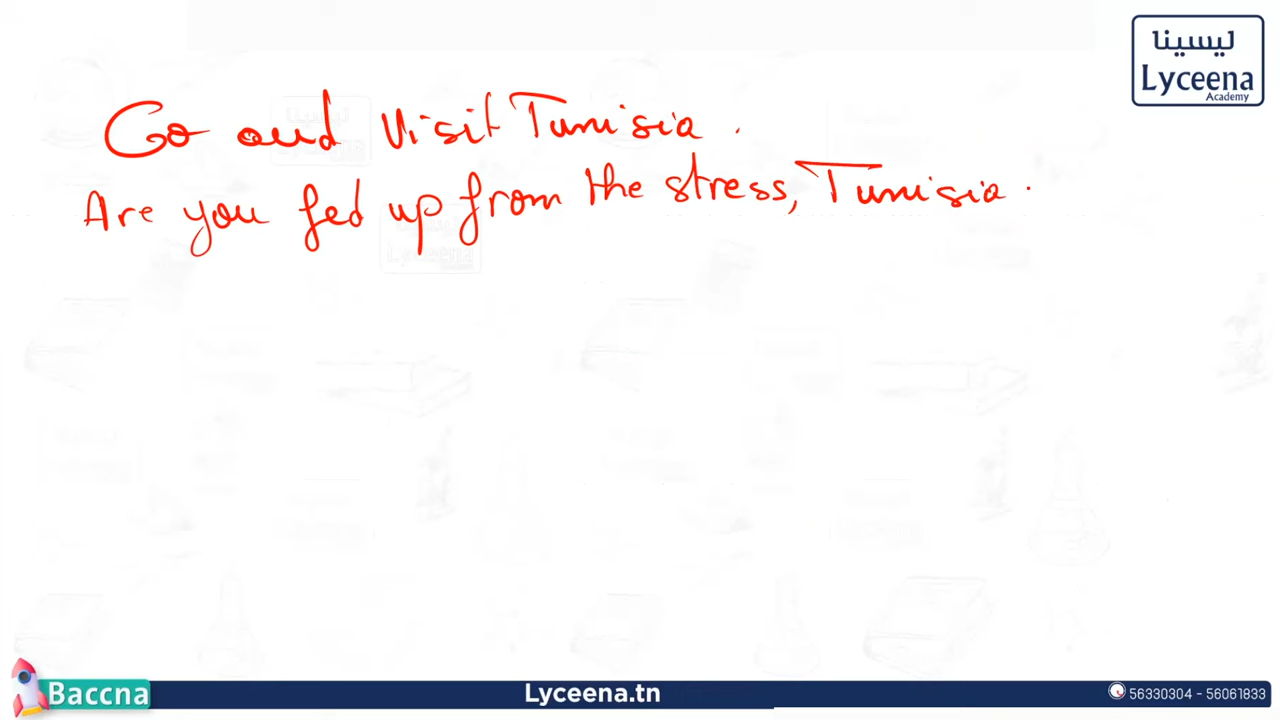 ليسينا
Lyceena
Academy
Go and visit Tunisia.
Are you fed up from the stress, Tunisia.
Baccna
Lyceena.tn
56330304 - 56061833